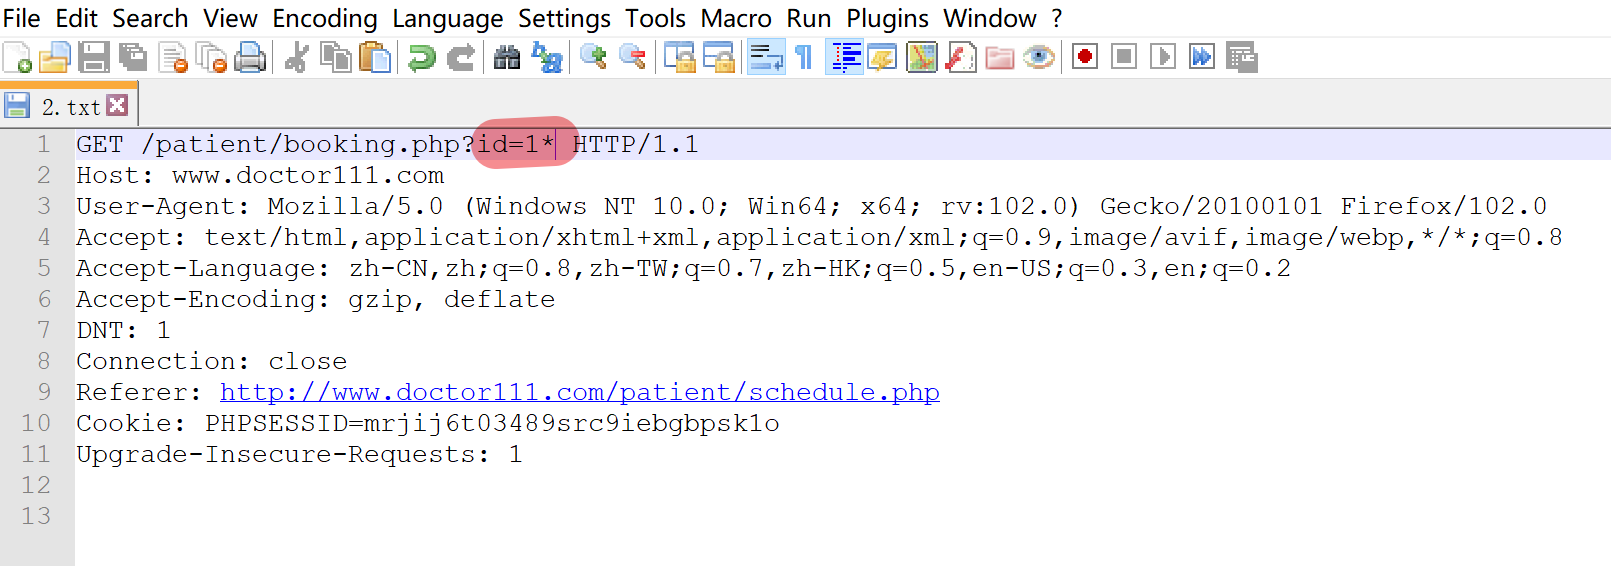 File Edit Search View Encoding Language Settings Tools Macro Run Plugins Window ?
2.txt
1 GET /patient/booking.php?id=1* HTTP/1.1
2 Host: www.doctor111.com
3 User-Agent: Mozilla/5.0 (Windows NT 10.0; Win64; x64; rv:102.0) Gecko/20100101 Firefox/102.0
4 Accept: text/html,application/xhtml+xml,application/xml;q=0.9,image/avif,image/webp,*/*;q=0.8
5 Accept-Language: zh-CN,zh;q=0.8,zh-TW;q=0.7,zh-HK;q=0.5,en-US;q=0.3,en;q=0.2
6 Accept-Encoding: gzip, deflate
7 DNT: 1
8 Connection: close
9 Referer: http://www.doctor111.com/patient/schedule.php
10 Cookie: PHPSESSID=mrjij6t03489src9iebgbpsk1o
11 Upgrade-Insecure-Requests: 1
12
13